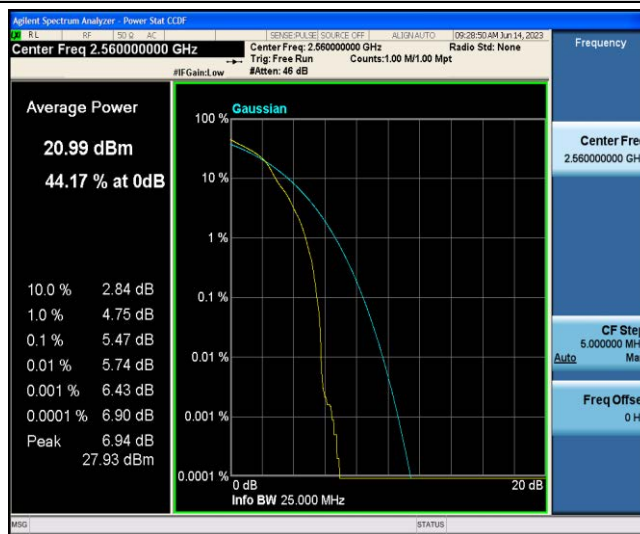 Agilent Spectrum Analyzer - Power Stat CCDF
RL RF 50 Ω AC SENSE:PULSE SOURCE OFF ALIGNAUTO 09:28:50 AM Jun 14, 2023
Center Freq 2.560000000 GHz
Center Freq: 2.560000000 GHz Radio Std: None
Trig: Free Run Counts:1.00 M/1.00 Mpt
#IFGain:Low #Atten: 46 dB
Frequency
Average Power
20.99 dBm
44.17 % at 0dB
10.0 % 2.84 dB
1.0 % 4.75 dB
0.1 % 5.47 dB
0.01 % 5.74 dB
0.001 % 6.43 dB
0.0001 % 6.90 dB
Peak 6.94 dB
27.93 dBm
Gaussian
100 %
10 %
1 %
0.1 %
0.01 %
0.001 %
0.0001 %
0 dB 20 dB
Info BW 25.000 MHz
Center Fre
2.560000000 GH
CF Ste
5.000000 MH
Auto Ma
Freq Offse
0 H
MSG STATUS